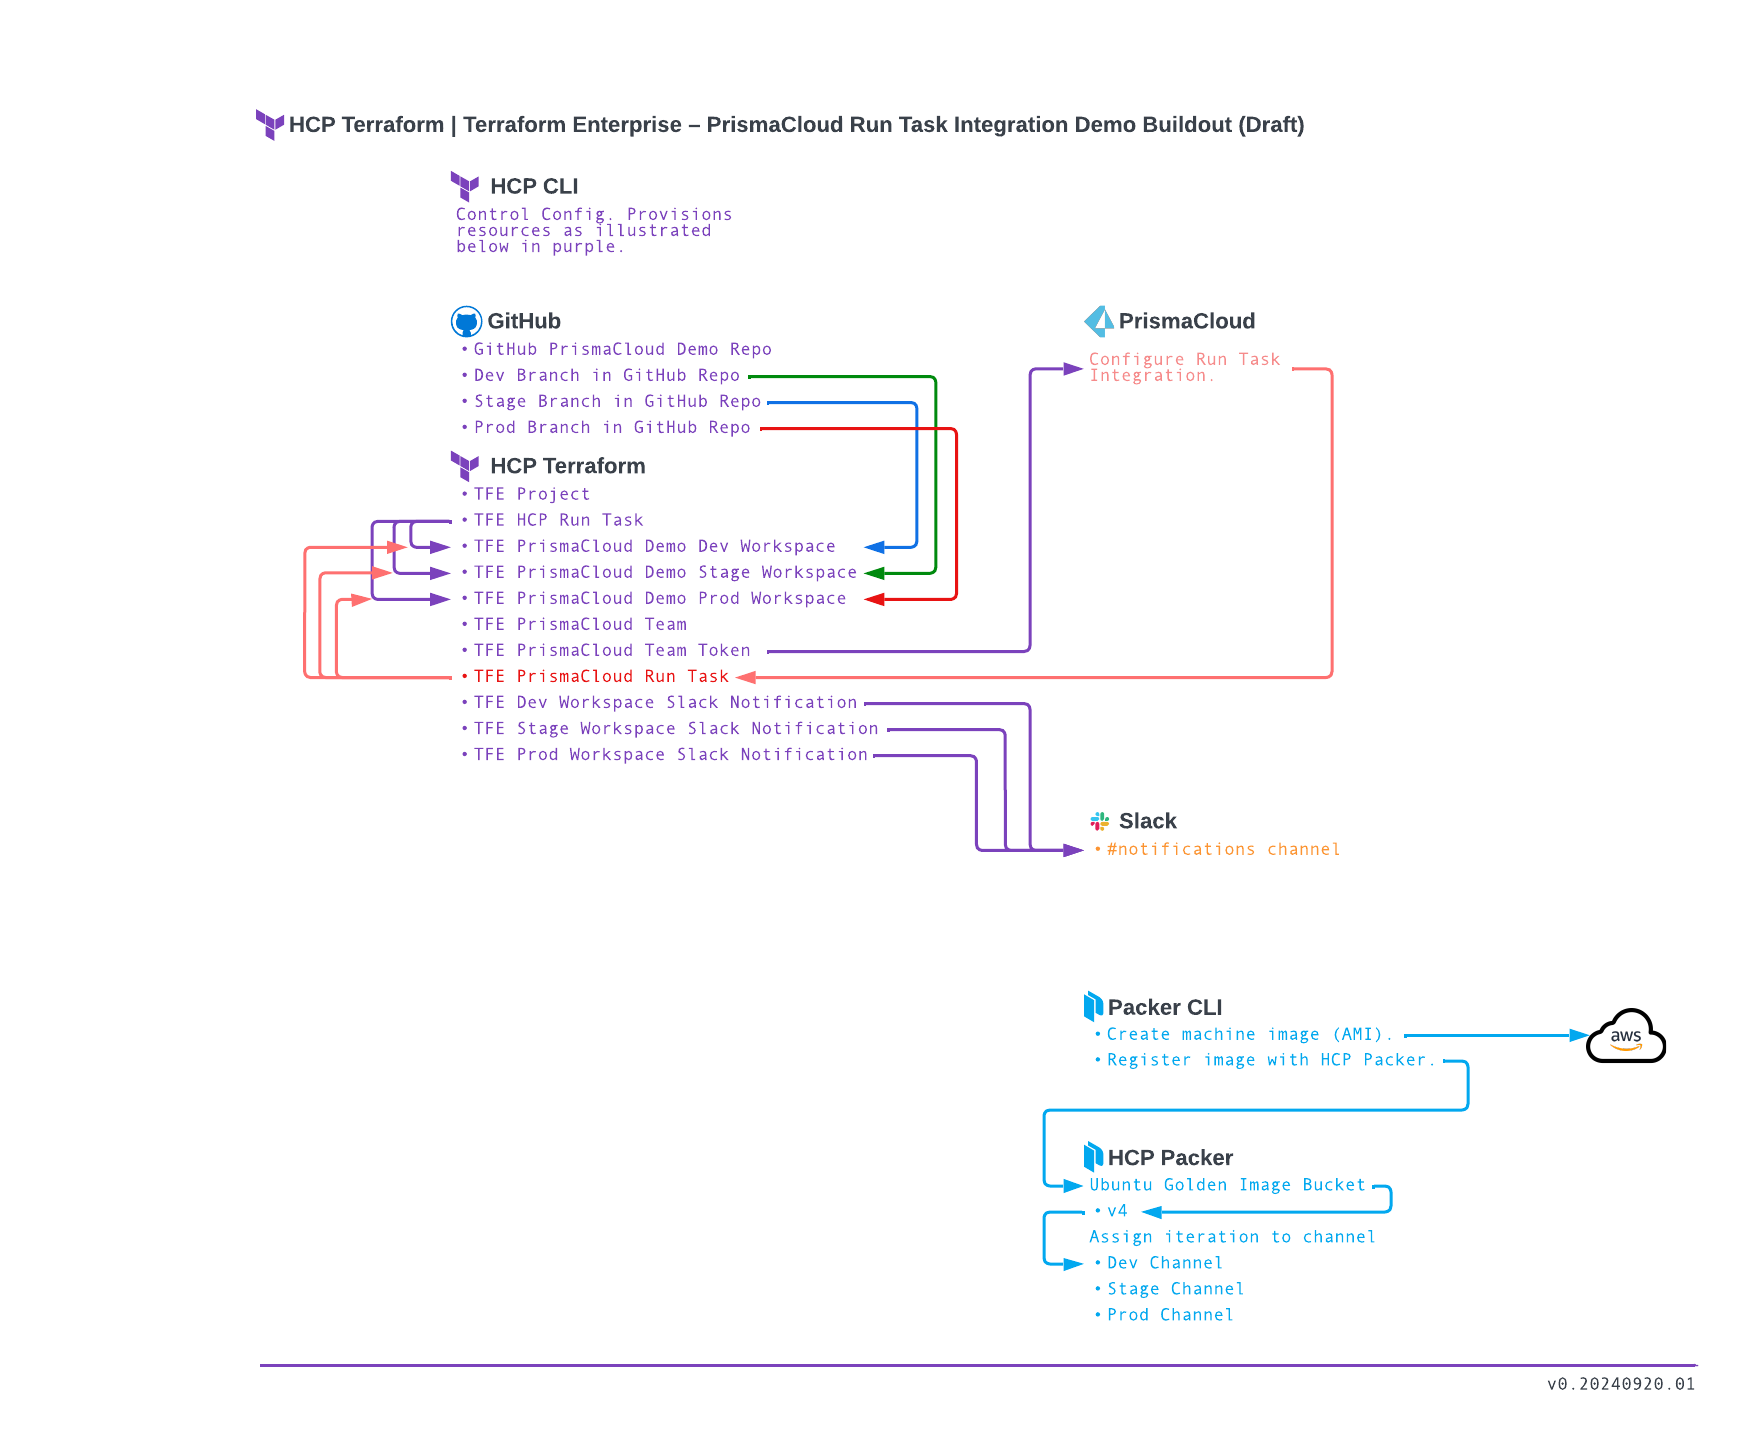 HCP Terraform | Terraform Enterprise – PrismaCloud Run Task Integration Demo Buildout (Draft)
HCP CLI
Control Config. Provisions
resources as illustrated
below in purple.
GitHub
• GitHub PrismaCloud Demo Repo
• Dev Branch in GitHub Repo
• Stage Branch in GitHub Repo
• Prod Branch in GitHub Repo
PrismaCloud
Configure Run Task
Integration.
HCP Terraform
• TFE Project
• TFE HCP Run Task
• TFE PrismaCloud Demo Dev Workspace
• TFE PrismaCloud Demo Stage Workspace
• TFE PrismaCloud Demo Prod Workspace
• TFE PrismaCloud Team
• TFE PrismaCloud Team Token
• TFE PrismaCloud Run Task
• TFE Dev Workspace Slack Notification
• TFE Stage Workspace Slack Notification
• TFE Prod Workspace Slack Notification
Slack
• #notifications channel
Packer CLI
• Create machine image (AMI).
• Register image with HCP Packer.
aws
HCP Packer
Ubuntu Golden Image Bucket
• v4
Assign iteration to channel
• Dev Channel
• Stage Channel
• Prod Channel
v0.20240920.01